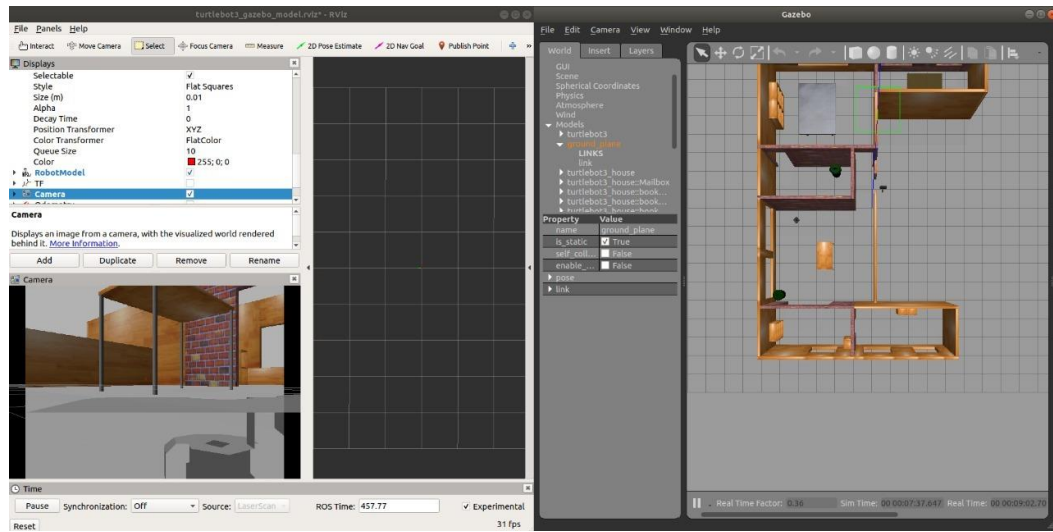 turtlebot3_gazebo_model.rviz* - RViz
File Panels Help
Interact Move Camera Select Focus Camera Measure 2D Pose Estimate 2D Nav Goal Publish Point
Displays
Selectable
Style Flat Squares
Size (m) 0.01
Alpha 1
Decay Time 0
Position Transformer XYZ
Color Transformer FlatColor
Queue Size 10
Color 255; 0; 0
RobotModel
TF
Camera
Camera
Displays an image from a camera, with the visualized world rendered
behind it. More Information.
Add Duplicate Remove Rename
Camera
Time
Pause Synchronization: Off Source: LaserScan ROS Time: 457.77 Experimental
Reset 31 fps
Gazebo
File Edit Camera View Window Help
World Insert Layers
GUI
Scene
Spherical Coordinates
Physics
Atmosphere
Wind
Models
turtlebot3
ground_plane
LINKS
link
turtlebot3_house
turtlebot3_house::Mailbox
turtlebot3_house::book...
turtlebot3_house::book...
turtlebot3_house::book...
Property Value
name ground_plane
is_static True
self_coll... False
enable_... False
pose
link
Real Time Factor: 0.36 Sim Time: 00 00:07:37.647 Real Time: 00 00:09:02.70